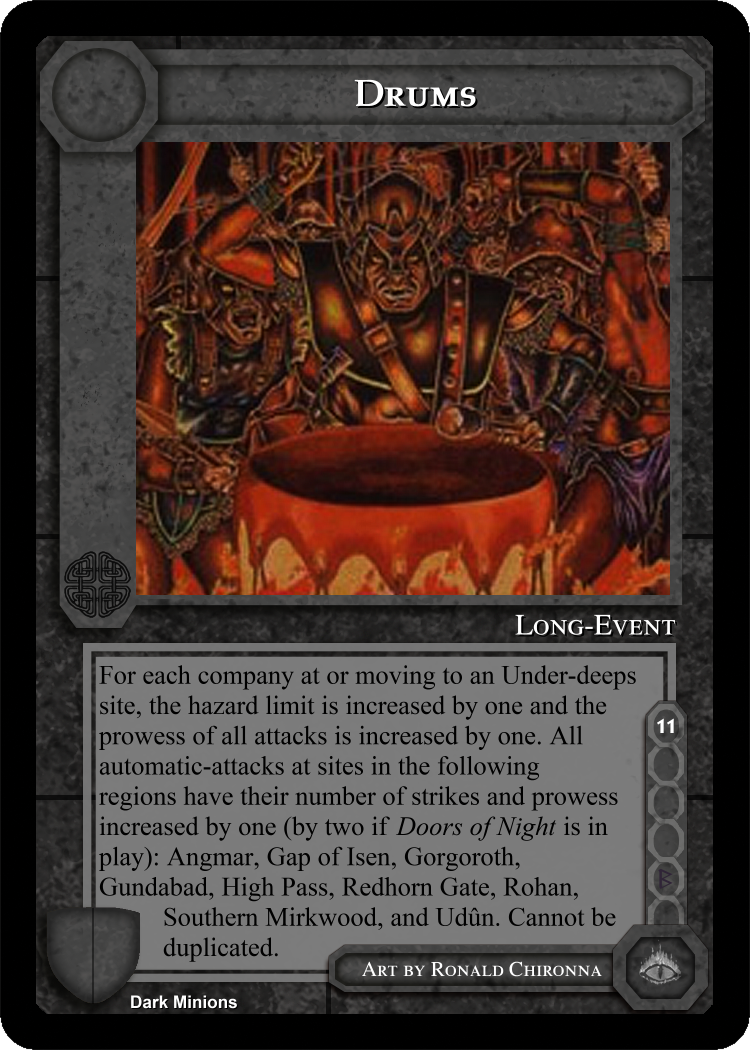 Drums
Long-Event
For each company at or moving to an Under-deeps
site, the hazard limit is increased by one and the
prowess of all attacks is increased by one. All
automatic-attacks at sites in the following
regions have their number of strikes and prowess
increased by one (by two if Doors of Night is in
play): Angmar, Gap of Isen, Gorgoroth,
Gundabad, High Pass, Redhorn Gate, Rohan,
Southern Mirkwood, and Udûn. Cannot be
duplicated.
11
B
Art by Ronald Chironna
Dark Minions